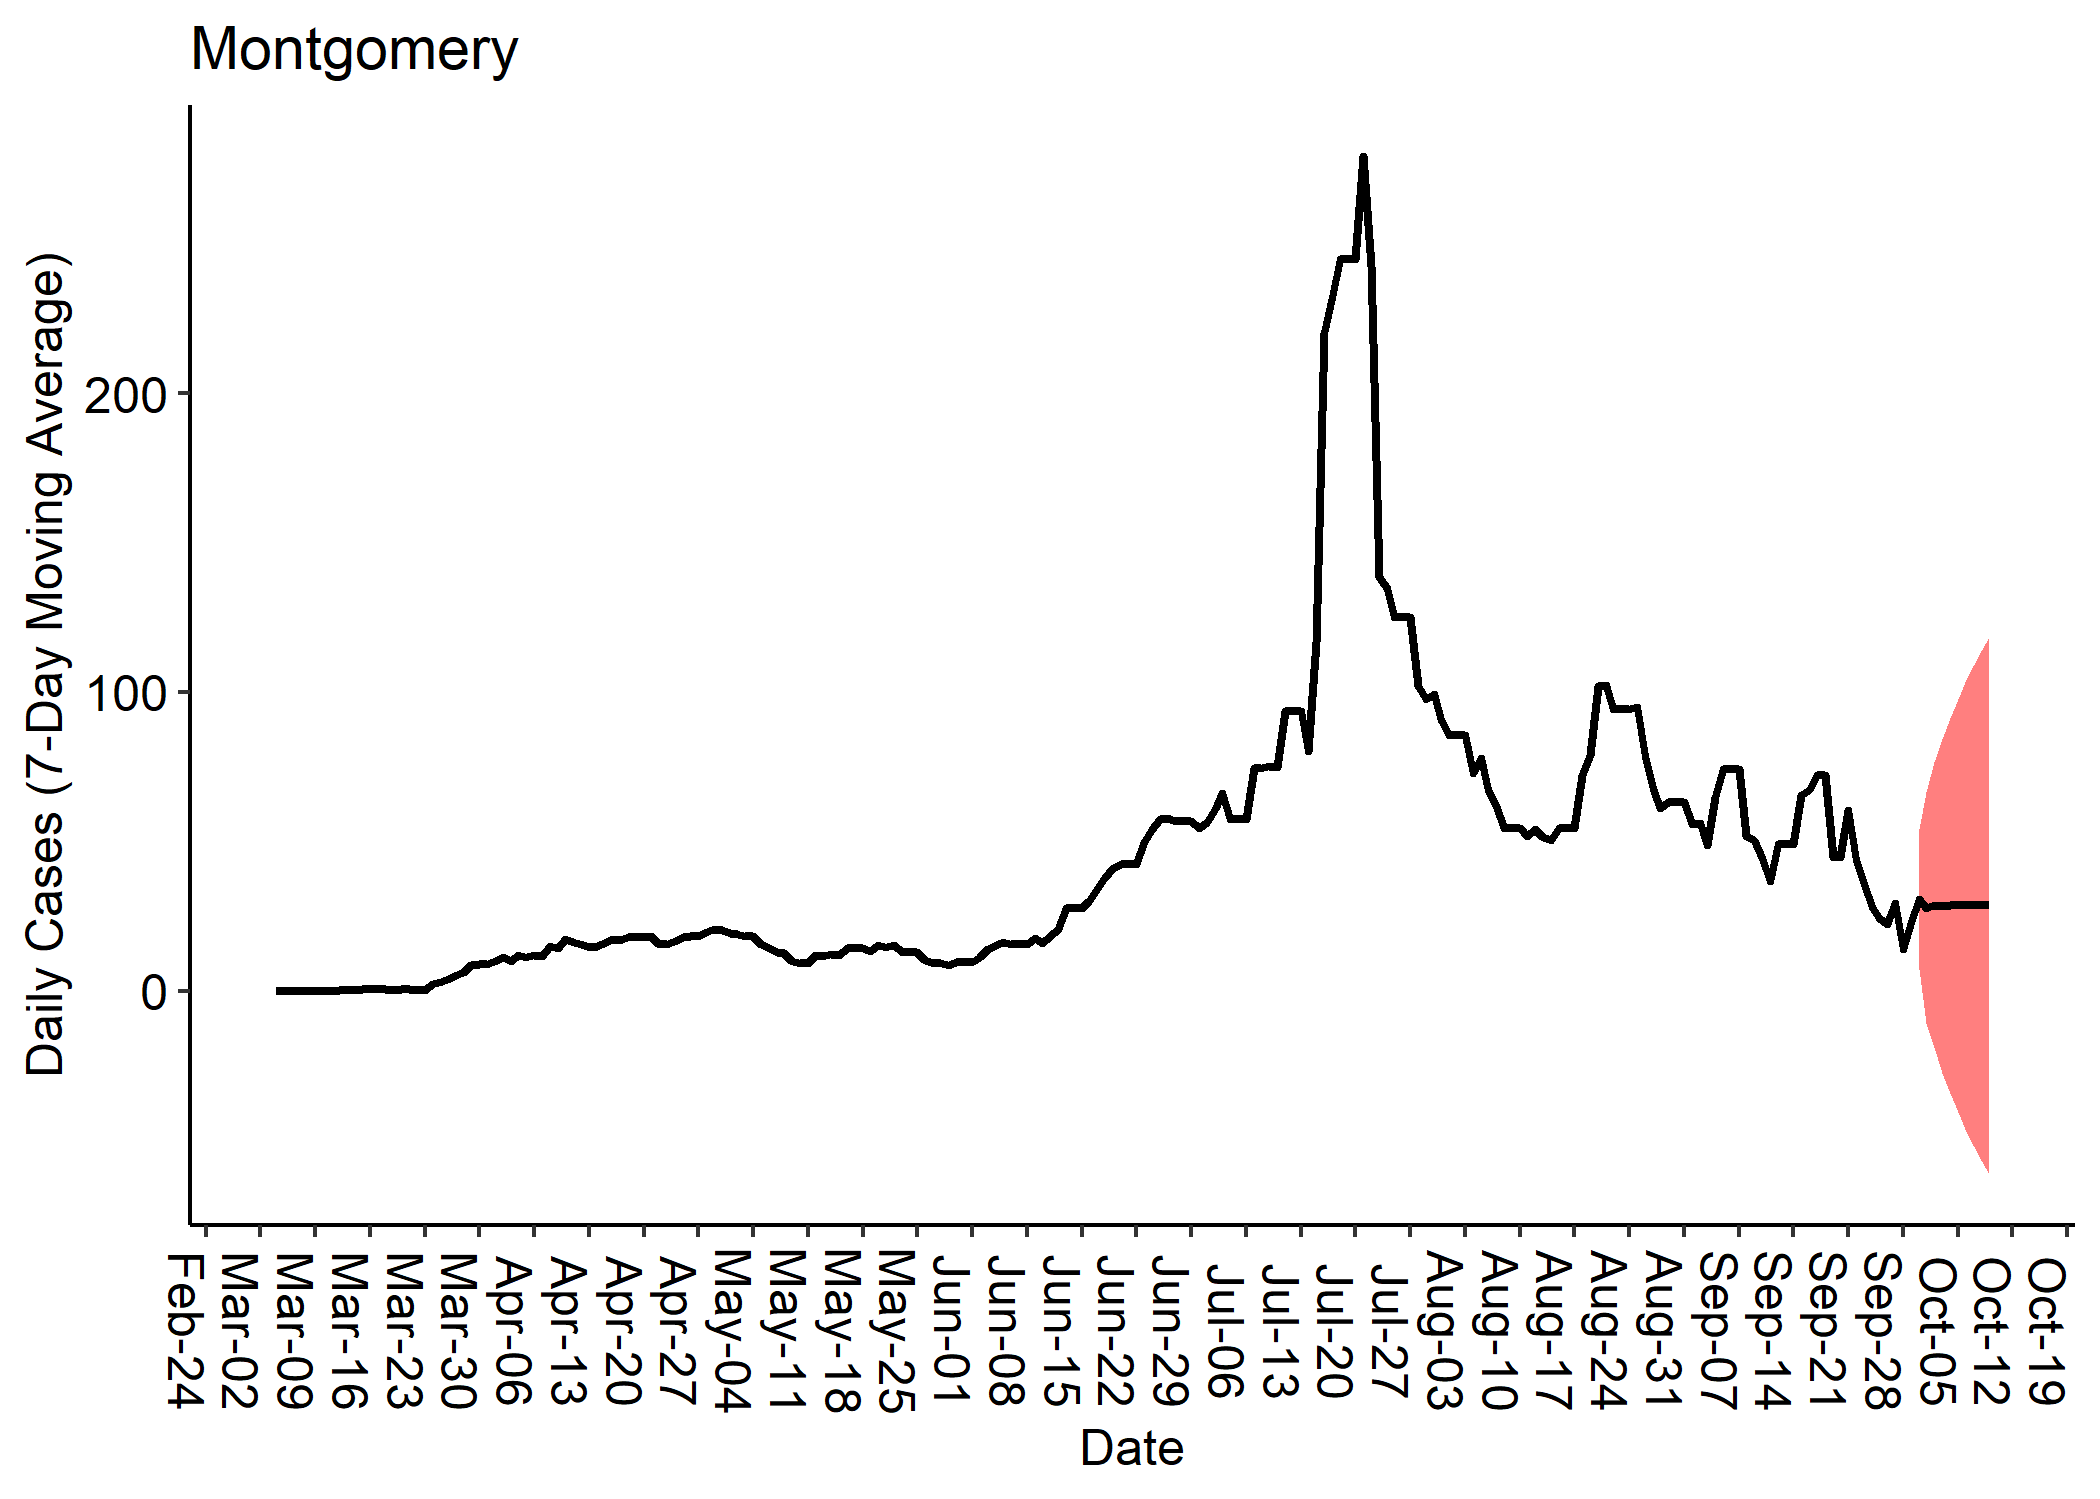 Montgomery
Daily Cases (7-Day Moving Average)
200
100
0
Feb-24
Mar-02
Mar-09
Mar-16
Mar-23
Mar-30
Apr-06
Apr-13
Apr-20
Apr-27
May-04
May-11
May-18
May-25
Jun-01
Jun-08
Jun-15
Jun-22
Jun-29
Jul-06
Jul-13
Jul-20
Jul-27
Aug-03
Aug-10
Aug-17
Aug-24
Aug-31
Sep-07
Sep-14
Sep-21
Sep-28
Oct-05
Oct-12
Oct-19
Date